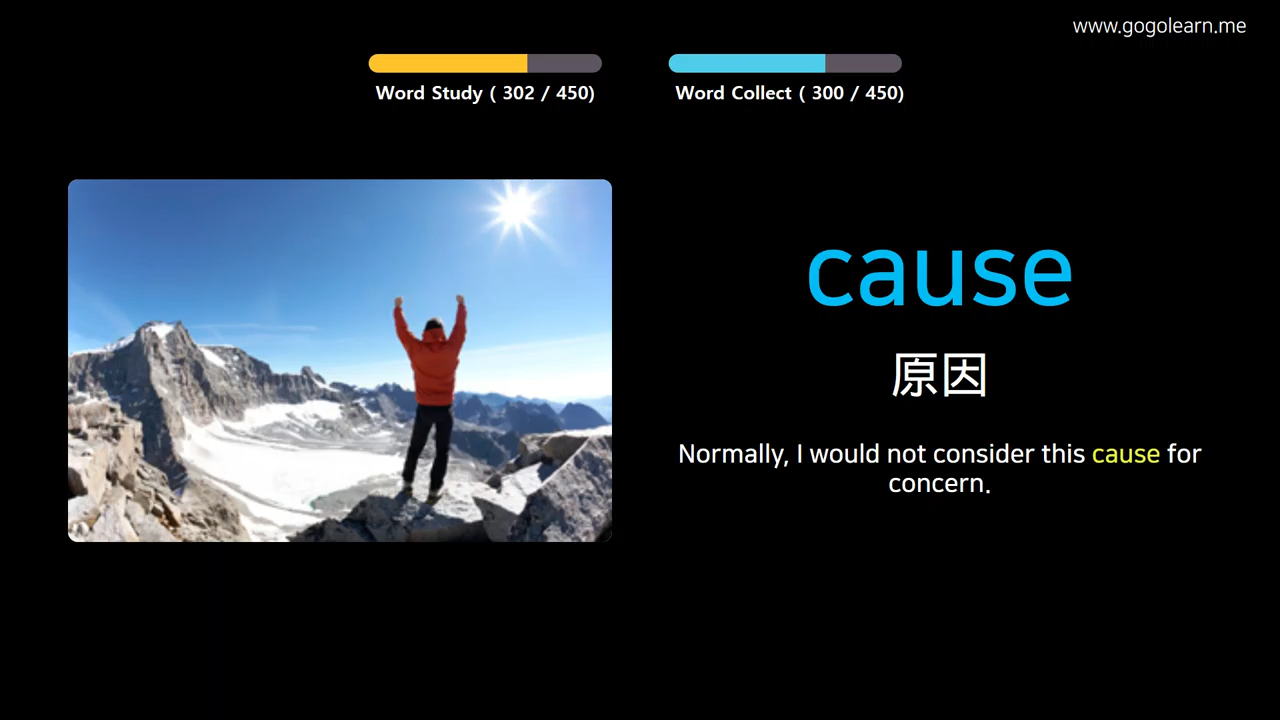 www.gogolearn.me
Word Study ( 302 / 450)
Word Collect ( 300 / 450)
cause
原因
Normally, I would not consider this cause for
concern.